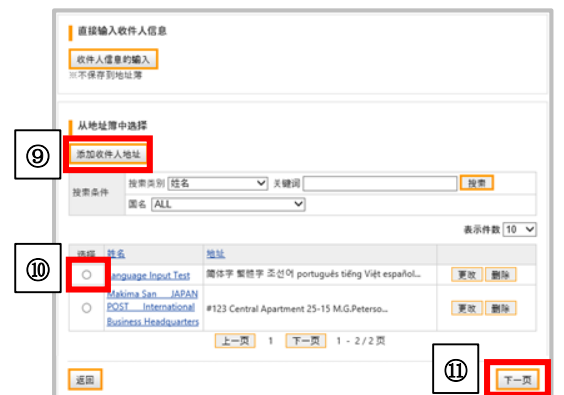 直接输入收件人信息
收件人信息的输入
※不保存到地址簿
从地址簿中选择
⑨
添加收件人地址
搜索条件 搜索类别 姓名 关键词 搜索
国名 ALL
表示件数 10
选择 姓名 地址
⑩
Language Input Test 簡体字 繁體字 조선어 português tiếng Việt español... 更改 删除
Makima San JAPAN
POST International
Business Headquarters
#123 Central Apartment 25-15 M.G.Peterso... 更改 删除
上一页 1 下一页 1 - 2 / 2 页
⑪
返回 下一页